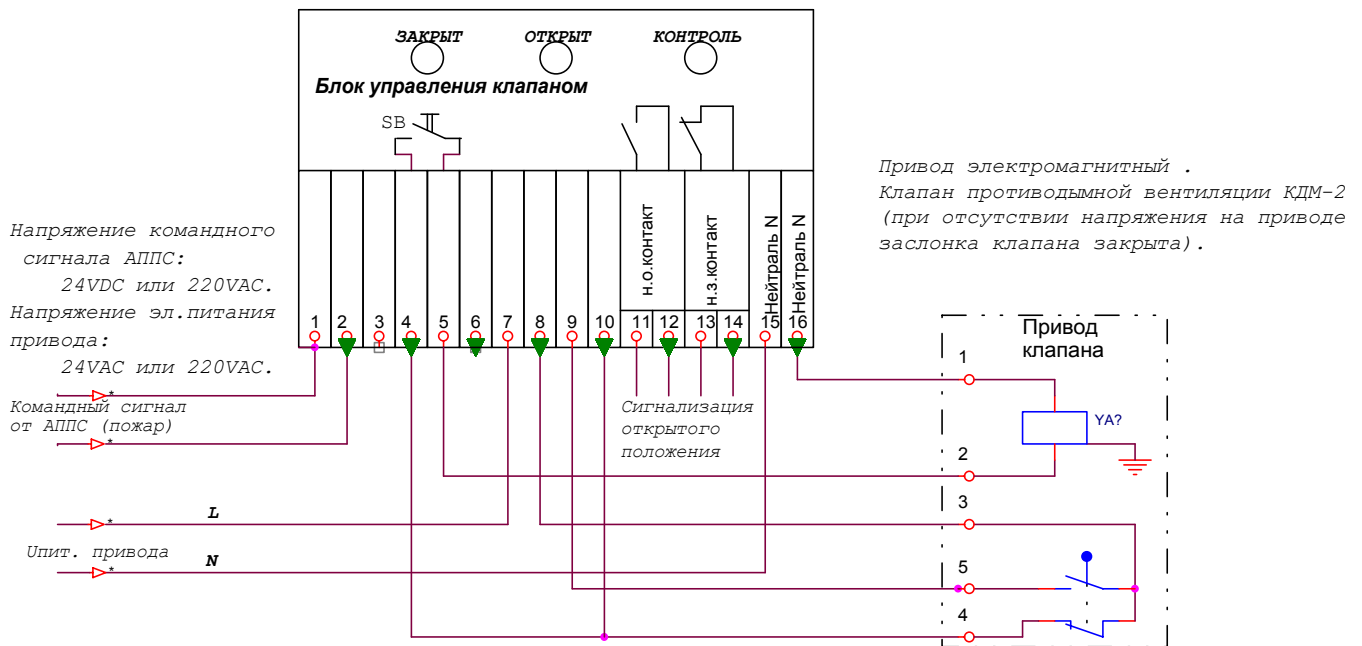 ЗАКРЫТ ОТКРЫТ КОНТРОЛЬ
Блок управления клапаном
SB
Привод электромагнитный .
Клапан противодымной вентиляции КДМ-2
(при отсутствии напряжения на приводе
заслонка клапана закрыта).
Напряжение командного
сигнала АППС:
24VDC или 220VAC.
Напряжение эл.питания
привода:
24VAC или 220VAC.
н.о.контакт
н.з.контакт
Нейтраль N
Нейтраль N
1 2 3 4 5 6 7 8 9 10 11 12 13 14 15 16
Командный сигнал
от АППС (пожар)
Сигнализация
открытого
положения
L
Uпит. привода
N
Привод
клапана
1
YA?
2
3
5
4